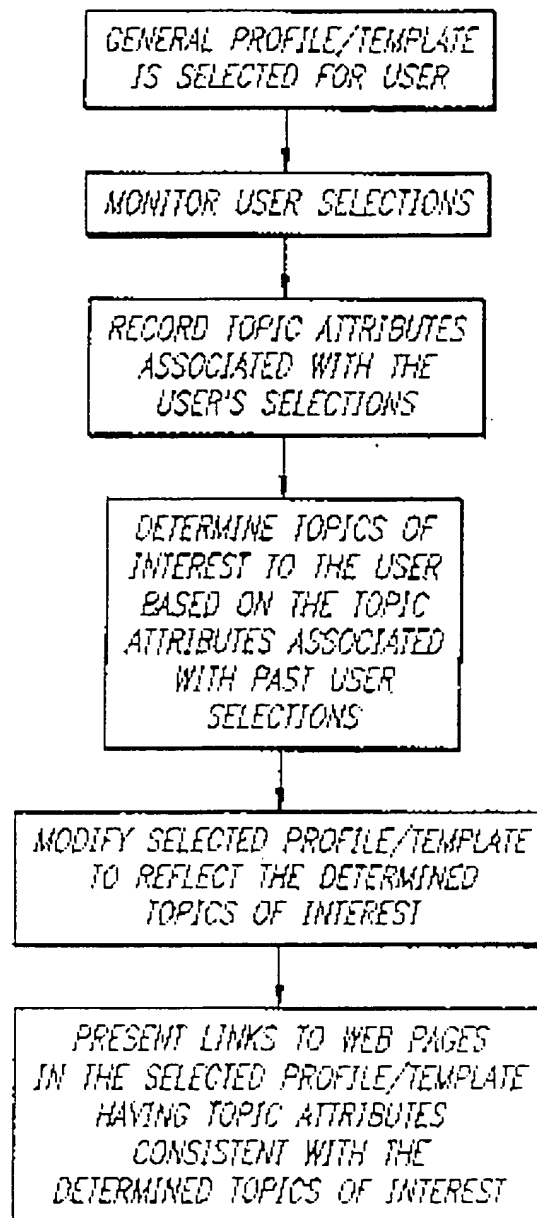 GENERAL PROFILE/TEMPLATE
IS SELECTED FOR USER
MONITOR USER SELECTIONS
RECORD TOPIC ATTRIBUTES
ASSOCIATED WITH THE
USER'S SELECTIONS
DETERMINE TOPICS OF
INTEREST TO THE USER
BASED ON THE TOPIC
ATTRIBUTES ASSOCIATED
WITH PAST USER
SELECTIONS
MODIFY SELECTED PROFILE/TEMPLATE
TO REFLECT THE DETERMINED
TOPICS OF INTEREST
PRESENT LINKS TO WEB PAGES
IN THE SELECTED PROFILE/TEMPLATE
HAVING TOPIC ATTRIBUTES
CONSISTENT WITH THE
DETERMINED TOPICS OF INTEREST